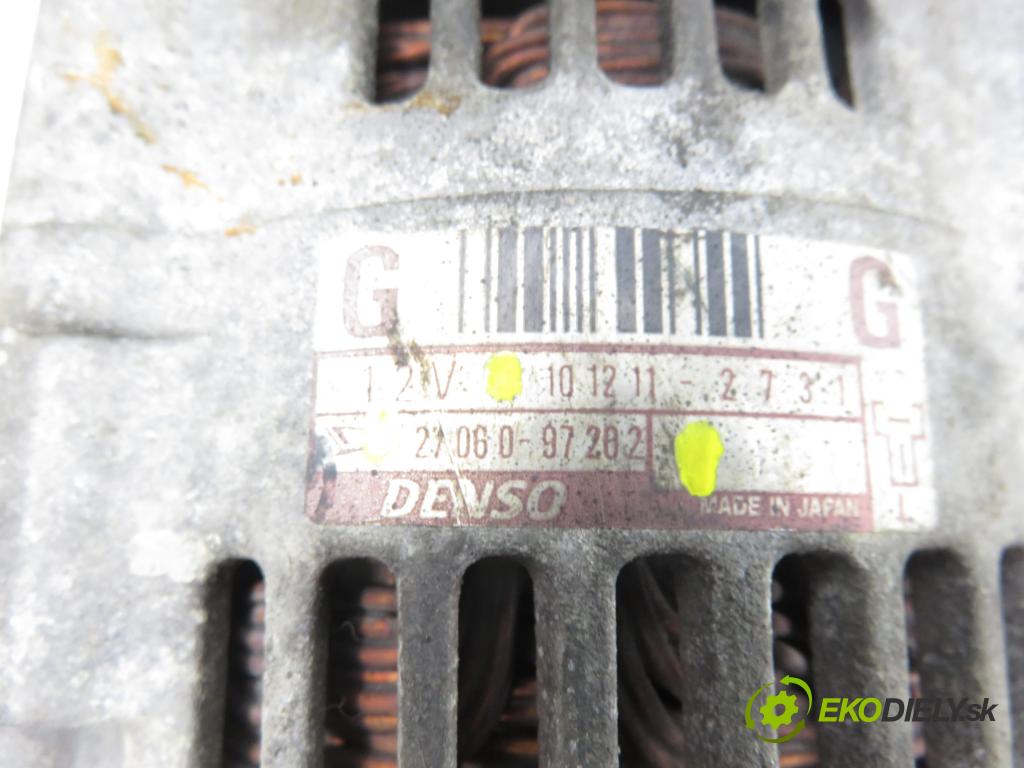 G G
12V 101211-2731
27060-97202
DENSO MADE IN JAPAN
EKODIELY.sk